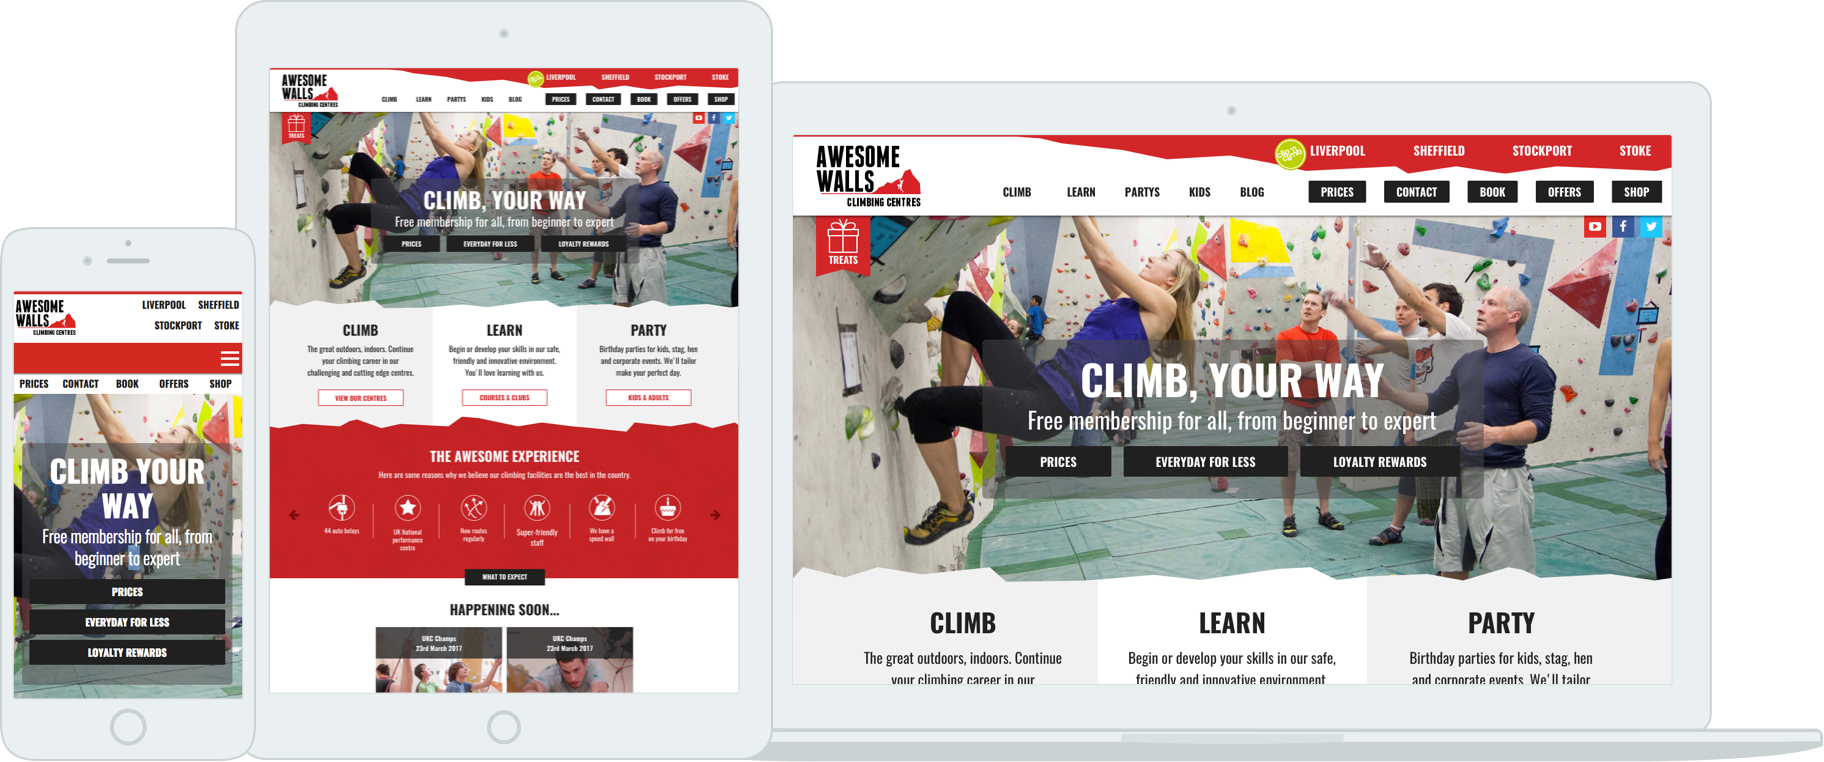 AWESOME
WALLS
CLIMBING CENTRES
LIVERPOOL SHEFFIELD
STOCKPORT STOKE
PRICES CONTACT BOOK OFFERS SHOP
CLIMB YOUR
WAY
Free membership for all, from
beginner to expert
PRICES
EVERYDAY FOR LESS
LOYALTY REWARDS
AWESOME
WALLS
CLIMBING CENTRES
LIVERPOOL SHEFFIELD STOCKPORT STOKE
CLIMB LEARN PARTYS KIDS BLOG PRICES CONTACT BOOK OFFERS SHOP
TREATS
CLIMB, YOUR WAY
Free membership for all, from beginner to expert
PRICES EVERYDAY FOR LESS LOYALTY REWARDS
CLIMB
The great outdoors, indoors. Continue
your climbing career in our
challenging and cutting edge centres.
VIEW OUR CENTRES
LEARN
Begin or develop your skills in our safe,
friendly and innovative environment.
You'll love learning with us.
COURSES & CLUBS
PARTY
Birthday parties for kids, stag, hen
and corporate events. We'll tailor
make your perfect day.
KIDS & ADULTS
THE AWESOME EXPERIENCE
Here are some reasons why we believe our climbing facilities are the best in the country.
44 auto belays
UK National
performance
centre
New routes
regularly
Super-friendly
staff
We have a
speed wall
Climb for free
on your birthday
WHAT TO EXPECT
HAPPENING SOON...
UKC Champs
23rd March 2017
UKC Champs
23rd March 2017
AWESOME
WALLS
CLIMBING CENTRES
LIVERPOOL SHEFFIELD STOCKPORT STOKE
CLIMB LEARN PARTYS KIDS BLOG PRICES CONTACT BOOK OFFERS SHOP
TREATS
CLIMB, YOUR WAY
Free membership for all, from beginner to expert
PRICES EVERYDAY FOR LESS LOYALTY REWARDS
CLIMB
The great outdoors, indoors. Continue
your climbing career in our
LEARN
Begin or develop your skills in our safe,
friendly and innovative environment
PARTY
Birthday parties for kids, stag, hen
and corporate events. We'll tailor